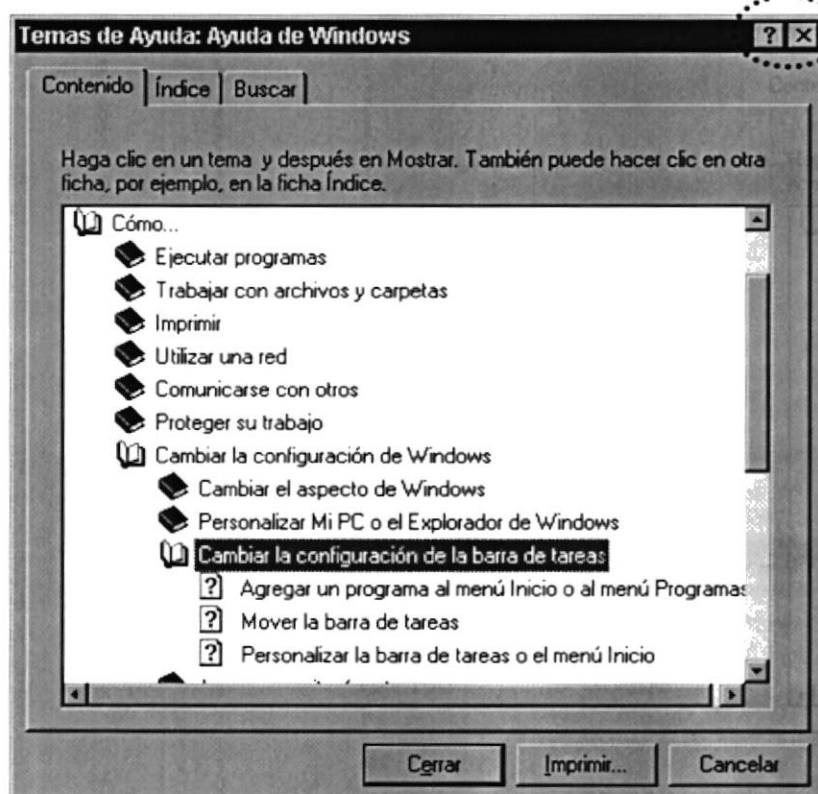 Temas de Ayuda: Ayuda de Windows
Contenido Índice Buscar
Haga clic en un tema y después en Mostrar. También puede hacer clic en otra
ficha, por ejemplo, en la ficha Índice.
Cómo...
Ejecutar programas
Trabajar con archivos y carpetas
Imprimir
Utilizar una red
Comunicarse con otros
Proteger su trabajo
Cambiar la configuración de Windows
Cambiar el aspecto de Windows
Personalizar Mi PC o el Explorador de Windows
Cambiar la configuración de la barra de tareas
? Agregar un programa al menú Inicio o al menú Programas
? Mover la barra de tareas
? Personalizar la barra de tareas o el menú Inicio
Cerrar Imprimir... Cancelar